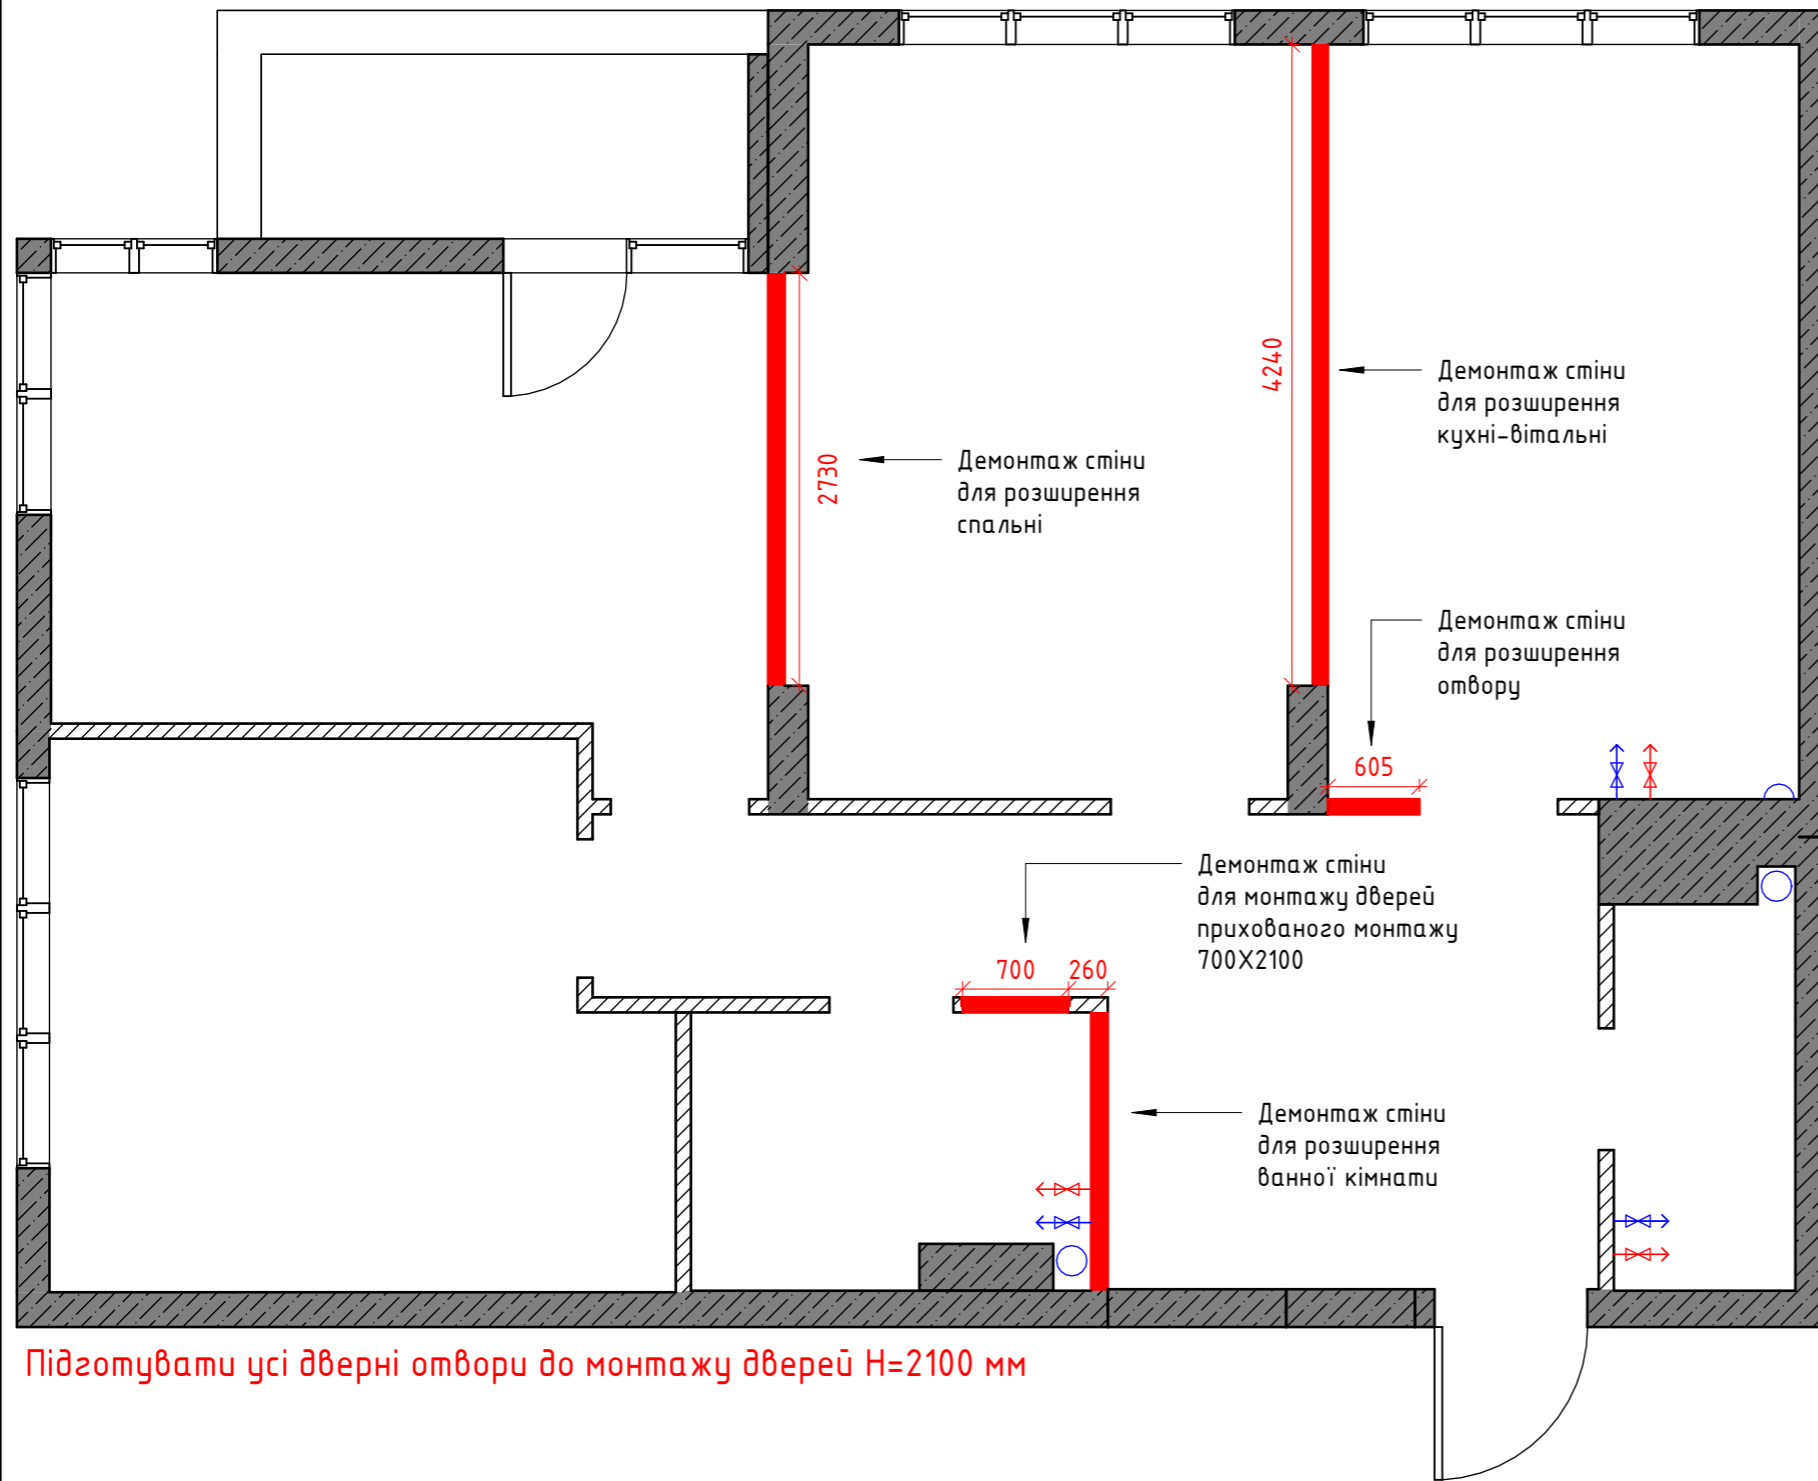 4240
Демонтаж стіни
для розширення
кухні-вітальні
2730
Демонтаж стіни
для розширення
спальні
Демонтаж стіни
для розширення
отвору
605
Демонтаж стіни
для монтажу дверей
прихованого монтажу
700X2100
700
260
Демонтаж стіни
для розширення
ванної кімнати
Підготувати усі дверні отвори до монтажу дверей H=2100 мм